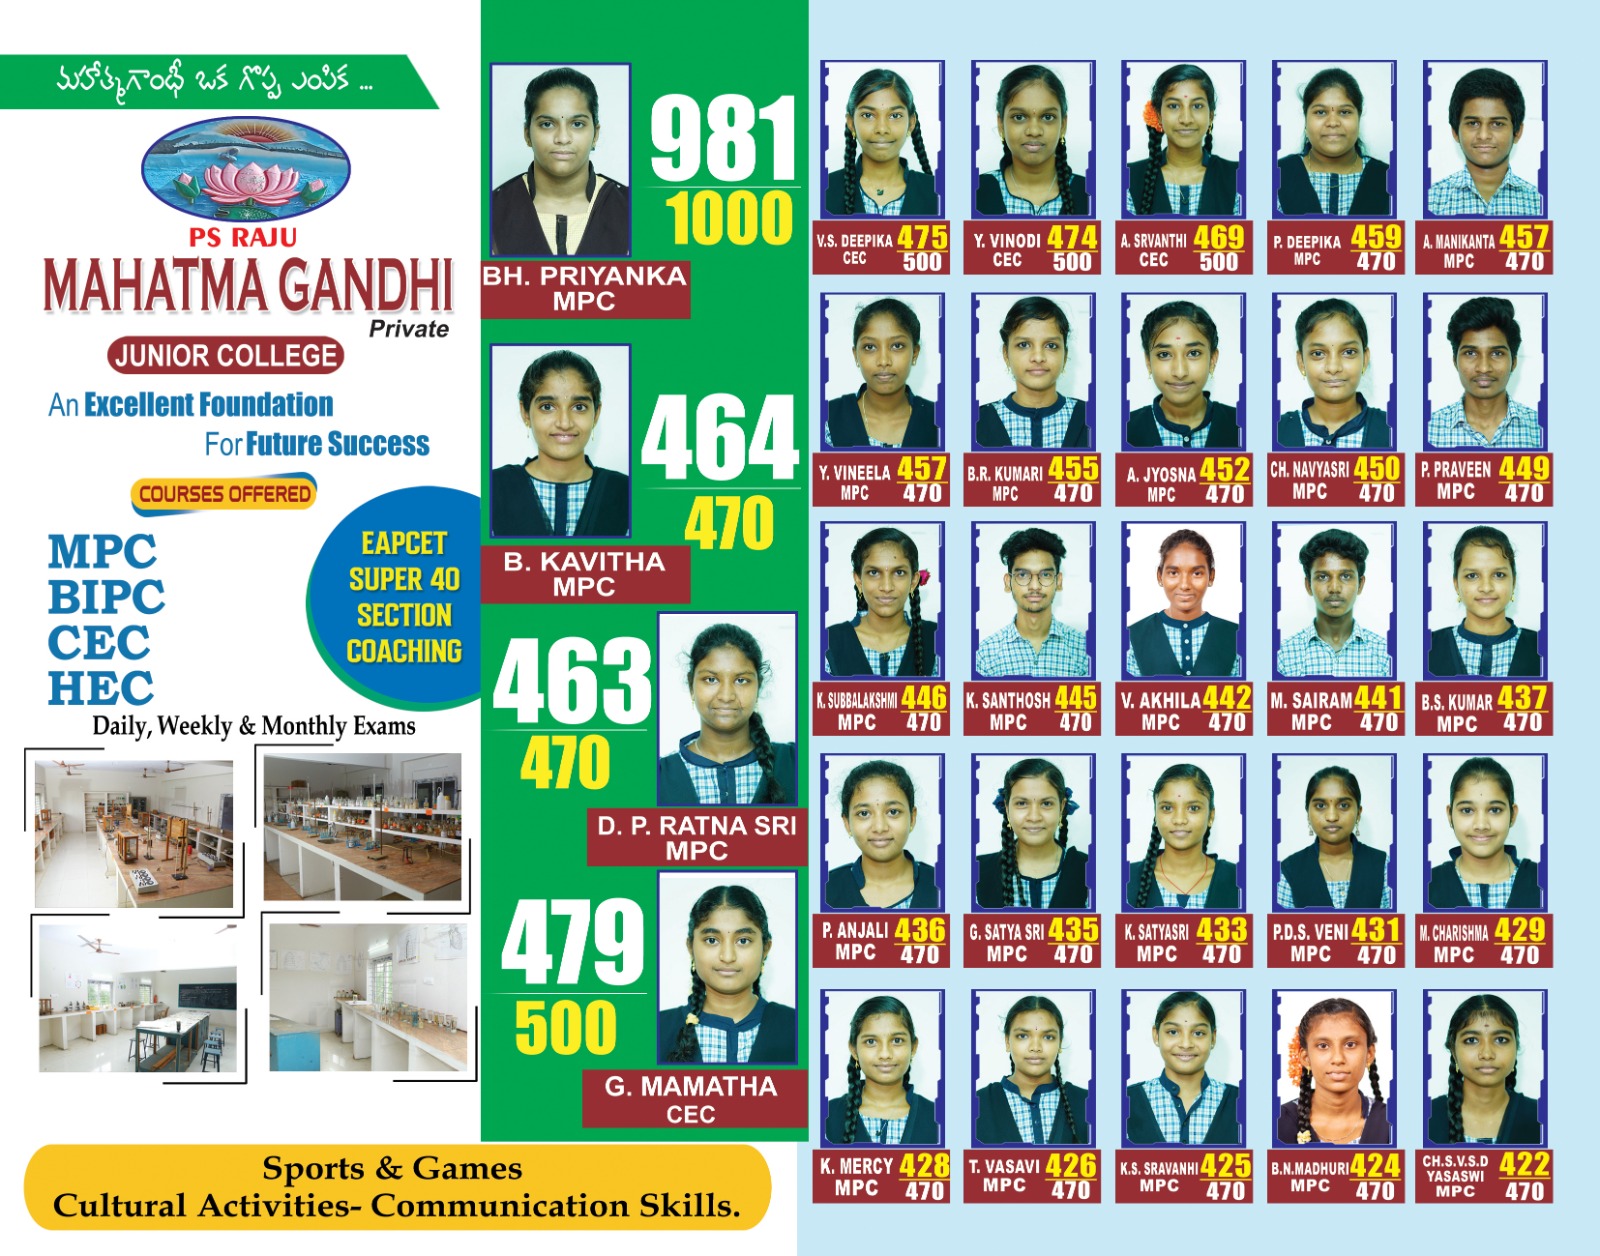 మహాత్మగాంధీ ఒక గొప్ప ఎంపిక ...
PS RAJU
MAHATMA GANDHI
Private
JUNIOR COLLEGE
An Excellent Foundation
For Future Success
COURSES OFFERED
MPC
BIPC
CEC
HEC
EAPCET
SUPER 40
SECTION
COACHING
Daily, Weekly & Monthly Exams
Sports & Games
Cultural Activities- Communication Skills.
981
1000
BH. PRIYANKA
MPC
464
470
B. KAVITHA
MPC
463
470
D. P. RATNA SRI
MPC
479
500
G. MAMATHA
CEC
V.S. DEEPIKA 475
CEC 500
Y. VINODI 474
CEC 500
A. SRVANTHI 469
CEC 500
P. DEEPIKA 459
MPC 470
A. MANIKANTA 457
MPC 470
Y. VINEELA 457
MPC 470
B.R. KUMARI 455
MPC 470
A. JYOSNA 452
MPC 470
CH. NAVYASRI 450
MPC 470
P. PRAVEEN 449
MPC 470
K. SUBBALAKSHMI 446
MPC 470
K. SANTHOSH 445
MPC 470
V. AKHILA 442
MPC 470
M. SAIRAM 441
MPC 470
B.S. KUMAR 437
MPC 470
P. ANJALI 436
MPC 470
G. SATYA SRI 435
MPC 470
K. SATYASRI 433
MPC 470
P.D.S. VENI 431
MPC 470
M. CHARISHMA 429
MPC 470
K. MERCY 428
MPC 470
T. VASAVI 426
MPC 470
K.S. SRAVANHI 425
MPC 470
B.N.MADHURI 424
MPC 470
CH.S.V.S.D
YASASWI 422
MPC 470